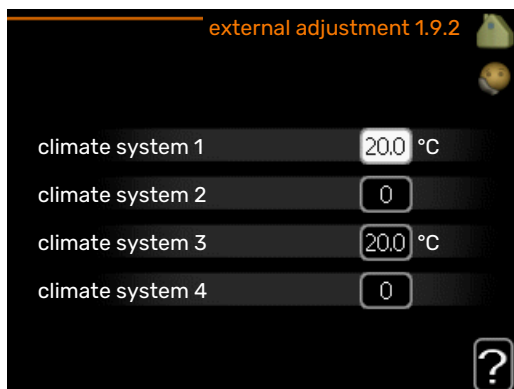 external adjustment 1.9.2
climate system 1 20.0 °C
climate system 2 0
climate system 3 20.0 °C
climate system 4 0
?